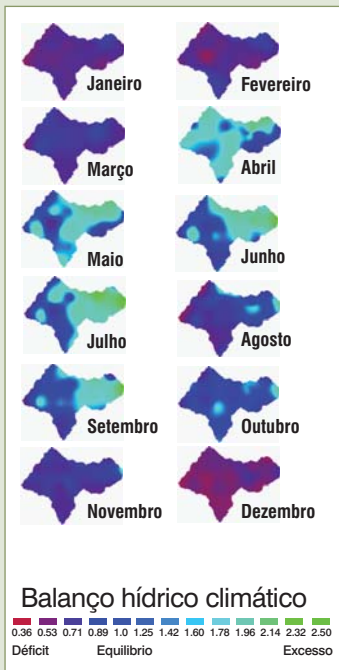 Janeiro Fevereiro
Março Abril
Maio Junho
Julho Agosto
Setembro Outubro
Novembro Dezembro
Balanço hídrico climático
0.36 0.53 0.71 0.89 1.0 1.25 1.42 1.60 1.78 1.96 2.14 2.32 2.50
Déficit Equilibrio Excesso